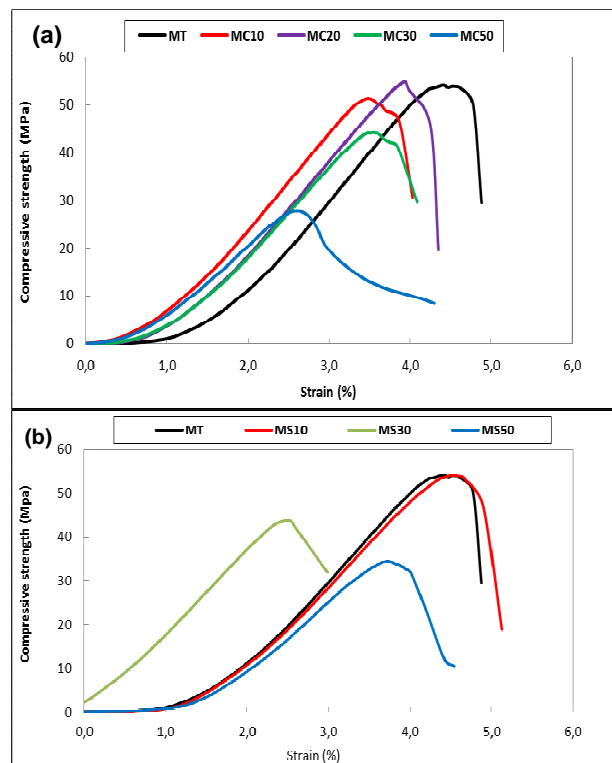 (a)
MT MC10 MC20 MC30 MC50
Compressive strength (MPa)
60
50
40
30
20
10
0
0,0 1,0 2,0 3,0 4,0 5,0 6,0
Strain (%)
(b)
MT MS10 MS30 MS50
Compressive strength (Mpa)
60
50
40
30
20
10
0
0,0 1,0 2,0 3,0 4,0 5,0 6,0
Strain (%)